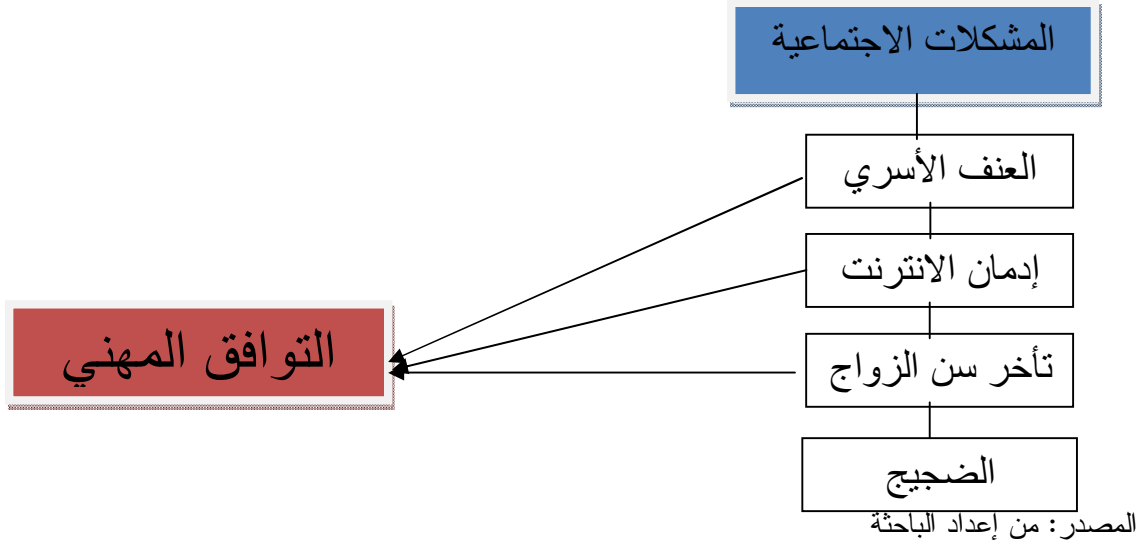 المشكلات الاجتماعية
العنف الأسري
إدمان الانترنت
التوافق المهني
تأخر سن الزواج
الضجيج
المصدر: من إعداد الباحثة